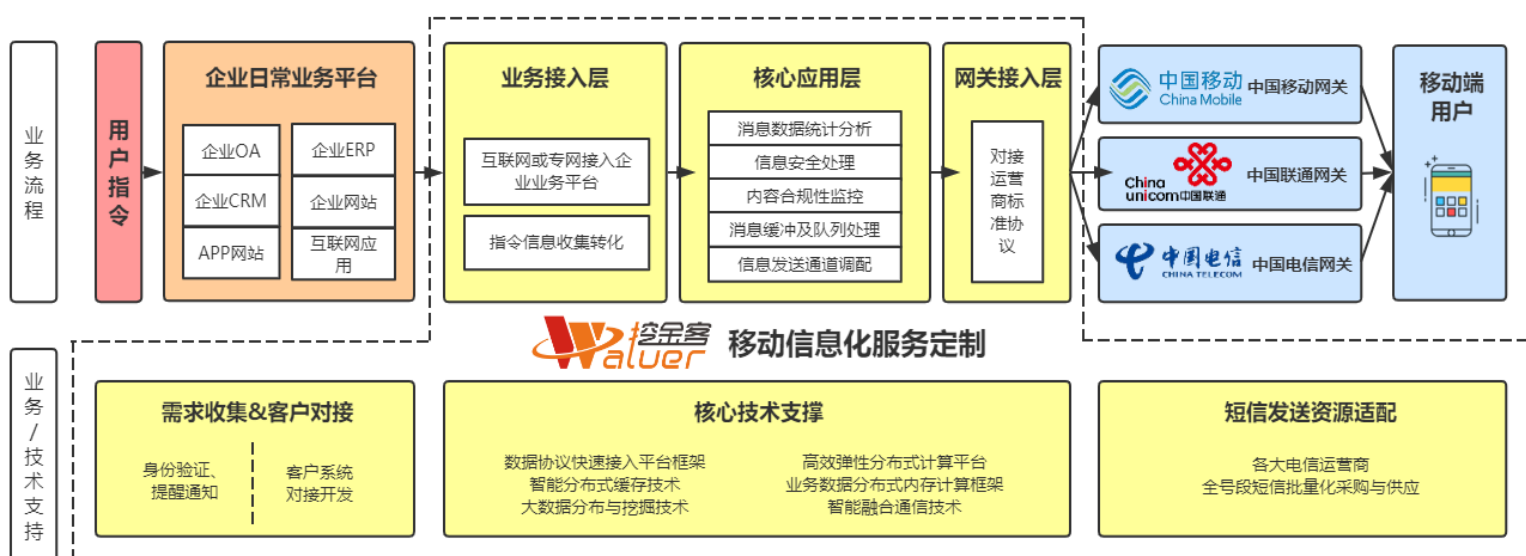 业务流程
用户指令
企业日常业务平台
企业OA
企业ERP
企业CRM
企业网站
APP网站
互联网应
用
业务接入层
互联网或专网接入企
业业务平台
指令信息收集转化
核心应用层
消息数据统计分析
信息安全处理
内容合规性监控
消息缓冲及队列处理
信息发送通道调配
网关接入层
对接
运营
商标
准协
议
中国移动
China Mobile
中国移动网关
China
unicom中国联通
中国联通网关
中国电信
CHINA TELECOM
中国电信网关
移动端
用户
挖金客
Waluer
移动信息化服务定制
业务/技术支持
需求收集&客户对接
身份验证、
提醒通知
客户系统
对接开发
核心技术支撑
数据协议快速接入平台框架
智能分布式缓存技术
大数据分布与挖掘技术
高效弹性分布式计算平台
业务数据分布式内存计算框架
智能融合通信技术
短信发送资源适配
各大电信运营商
全号段短信批量化采购与供应